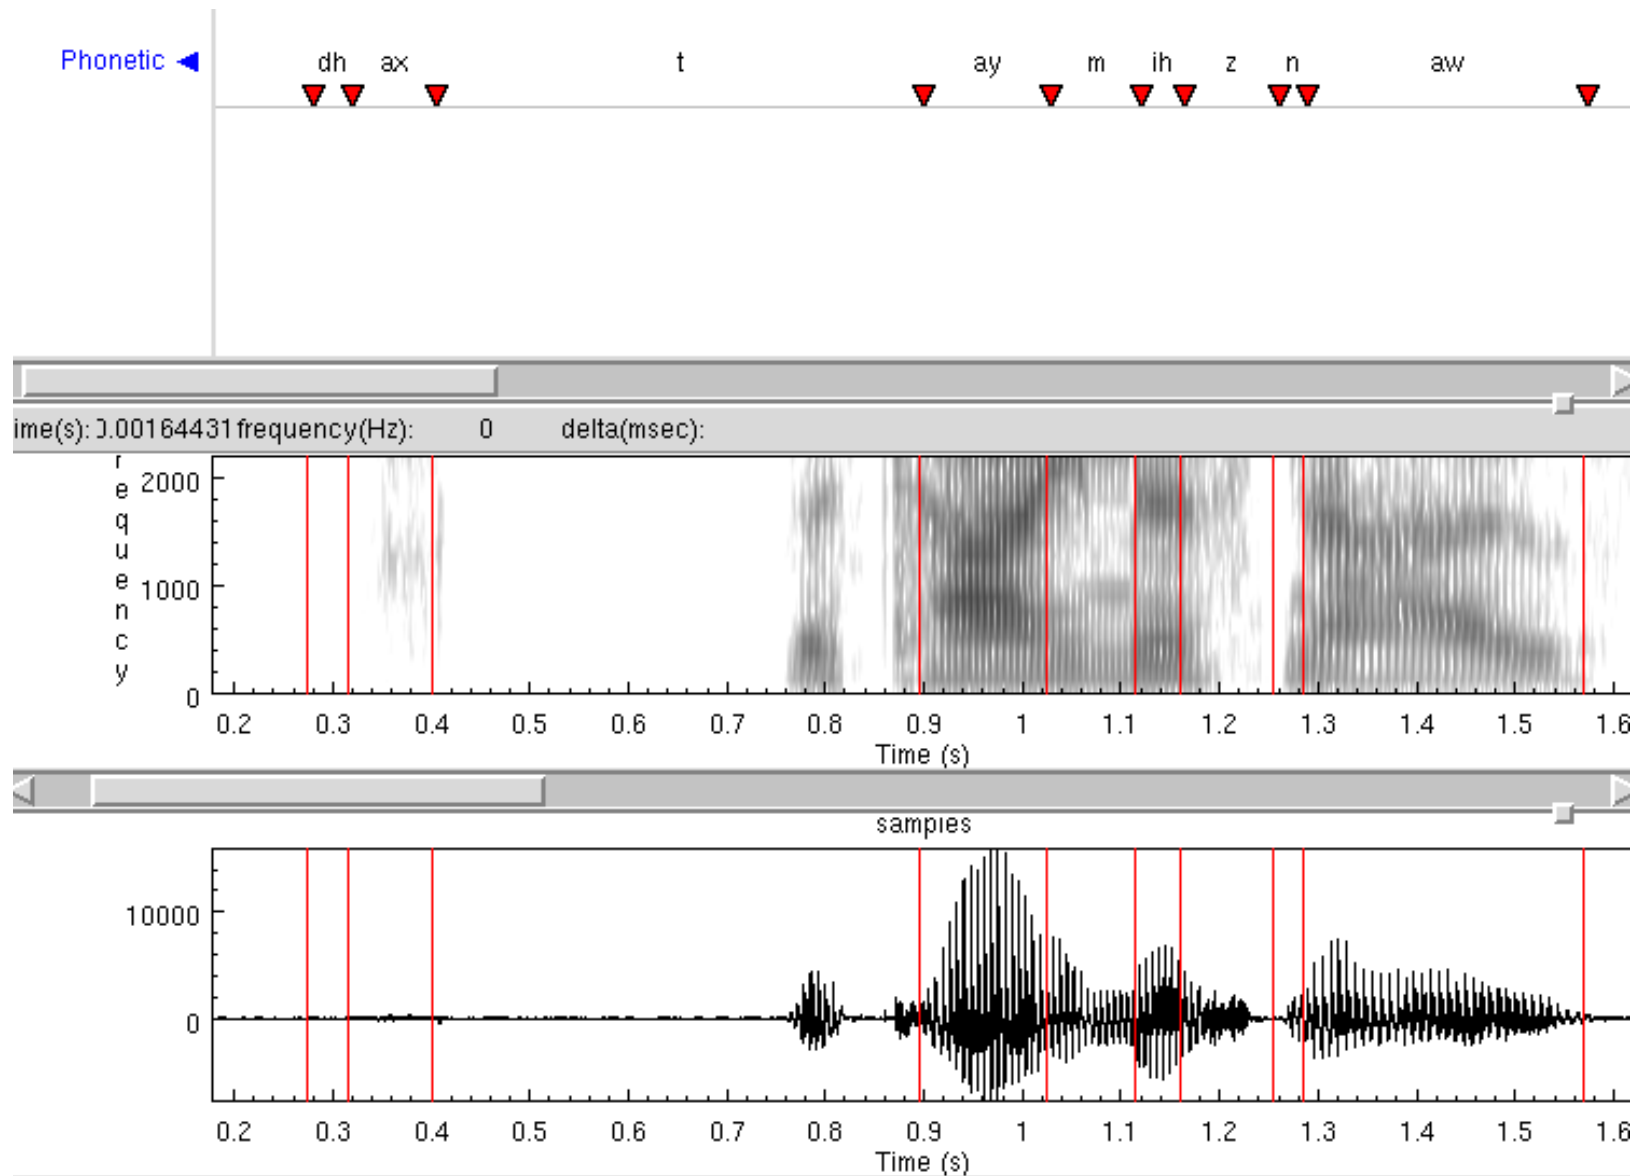 Phonetic dh ax t ay m ih z n aw
ime(s): 0.00164431 frequency(Hz): 0 delta(msec):
requency
2000
1000
0
0.2 0.3 0.4 0.5 0.6 0.7 0.8 0.9 1 1.1 1.2 1.3 1.4 1.5 1.6
Time (s)
samples
10000
0
0.2 0.3 0.4 0.5 0.6 0.7 0.8 0.9 1 1.1 1.2 1.3 1.4 1.5 1.6
Time (s)